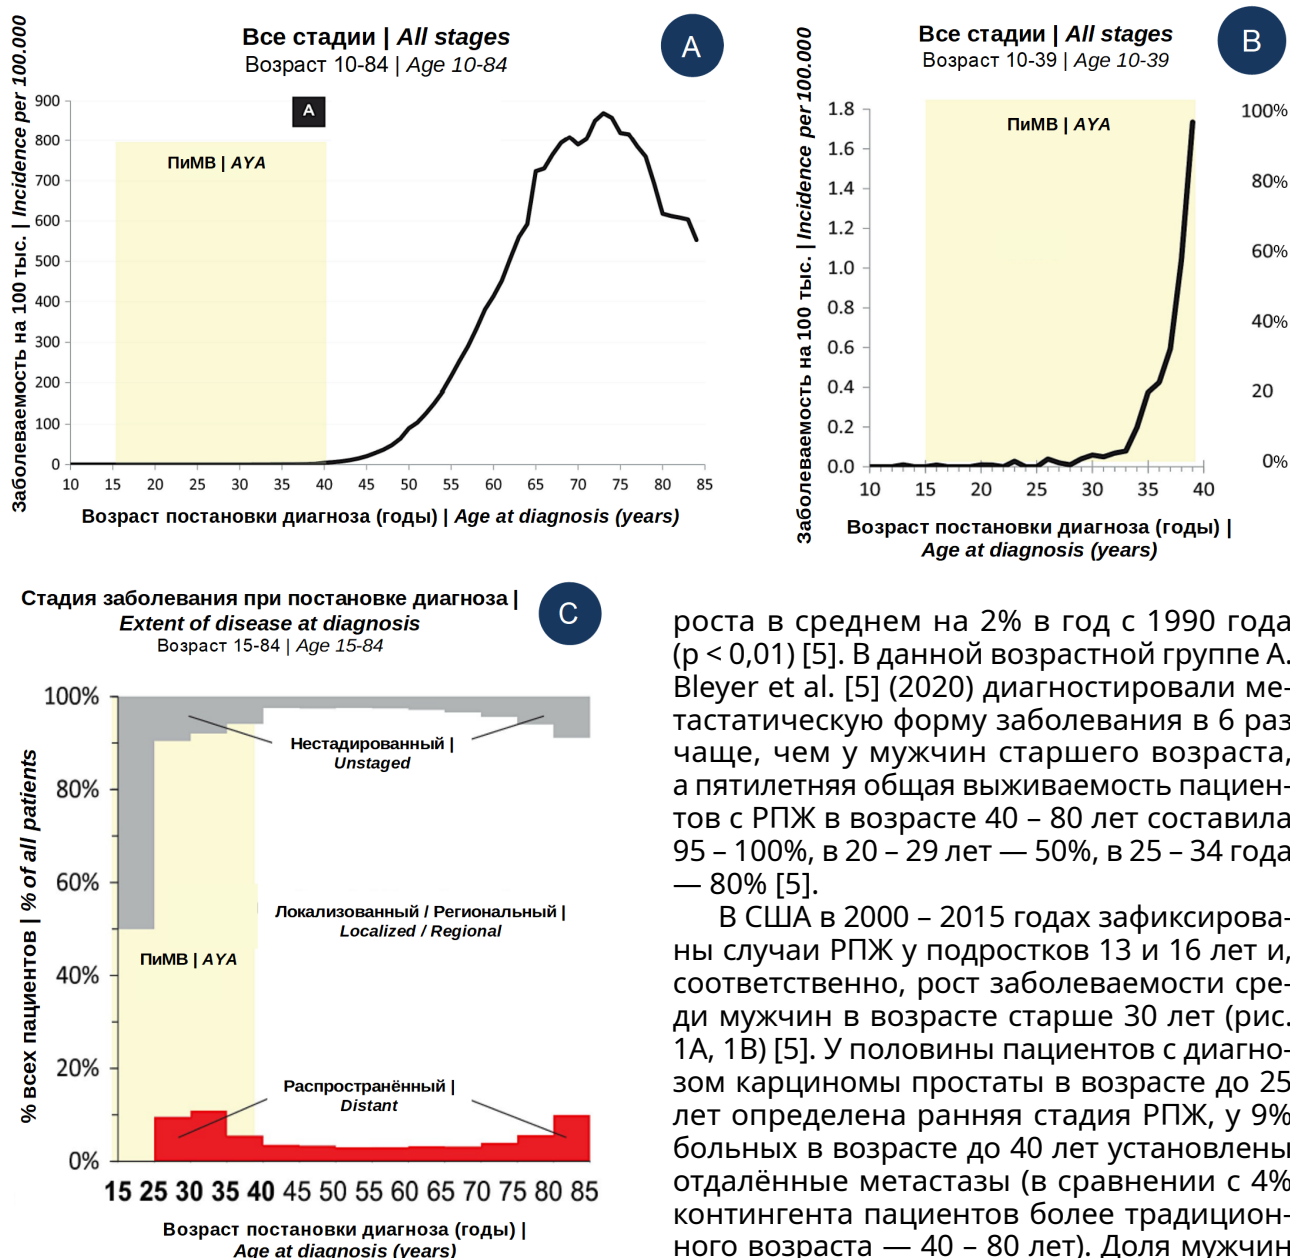 Все стадии | All stages
Возраст 10-84 | Age 10-84
A
Заболеваемость на 100 тыс. | Incidence per 100.000
900
800
700
600
500
400
300
200
100
0
A
ПиМВ | AYA
10 15 20 25 30 35 40 45 50 55 60 65 70 75 80 85
Возраст постановки диагноза (годы) | Age at diagnosis (years)
Все стадии | All stages
Возраст 10-39 | Age 10-39
B
Заболеваемость на 100 тыс. | Incidence per 100.000
1.8
1.6
1.4
1.2
1.0
0.8
0.6
0.4
0.2
0.0
ПиМВ | AYA
10 15 20 25 30 35 40
Возраст постановки диагноза (годы) |
Age at diagnosis (years)
100%
80%
60%
40%
20
0%
Стадия заболевания при постановке диагноза |
Extent of disease at diagnosis
Возраст 15-84 | Age 15-84
C
% всех пациентов | % of all patients
100%
80%
60%
40%
20%
0%
Нестадированный |
Unstaged
Локализованный / Региональный |
Localized / Regional
ПиМВ | AYA
Распространённый |
Distant
15 25 30 35 40 45 50 55 60 65 70 75 80 85
Возраст постановки диагноза (годы) |
Age at diagnosis (years)
роста в среднем на 2% в год с 1990 года
(p < 0,01) [5]. В данной возрастной группе A.
Bleyer et al. [5] (2020) диагностировали ме-
тастатическую форму заболевания в 6 раз
чаще, чем у мужчин старшего возраста,
а пятилетняя общая выживаемость пациен-
тов с РПЖ в возрасте 40 – 80 лет составила
95 – 100%, в 20 – 29 лет — 50%, в 25 – 34 года
— 80% [5].
В США в 2000 – 2015 годах зафиксирова-
ны случаи РПЖ у подростков 13 и 16 лет и,
соответственно, рост заболеваемости сре-
ди мужчин в возрасте старше 30 лет (рис.
1А, 1В) [5]. У половины пациентов с диагно-
зом карциномы простаты в возрасте до 25
лет определена ранняя стадия РПЖ, у 9%
больных в возрасте до 40 лет установлены
отдалённые метастазы (в сравнении с 4%
контингента пациентов более традицион-
ного возраста — 40 – 80 лет). Доля мужчин